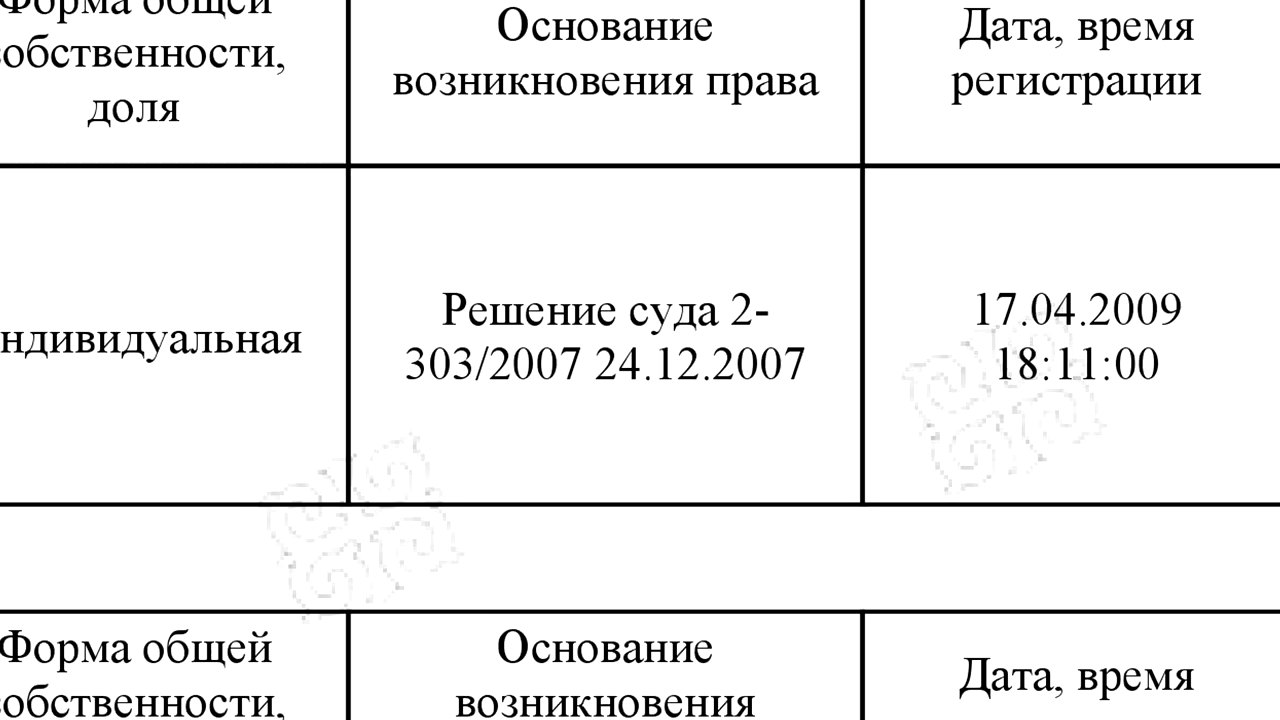 Форма общей
собственности,
доля
Основание
возникновения права
Дата, время
регистрации
ндивидуальная
Решение суда 2-
303/2007 24.12.2007
17.04.2009
18:11:00
Форма общей
собственности,
Основание
возникновения
Дата, время